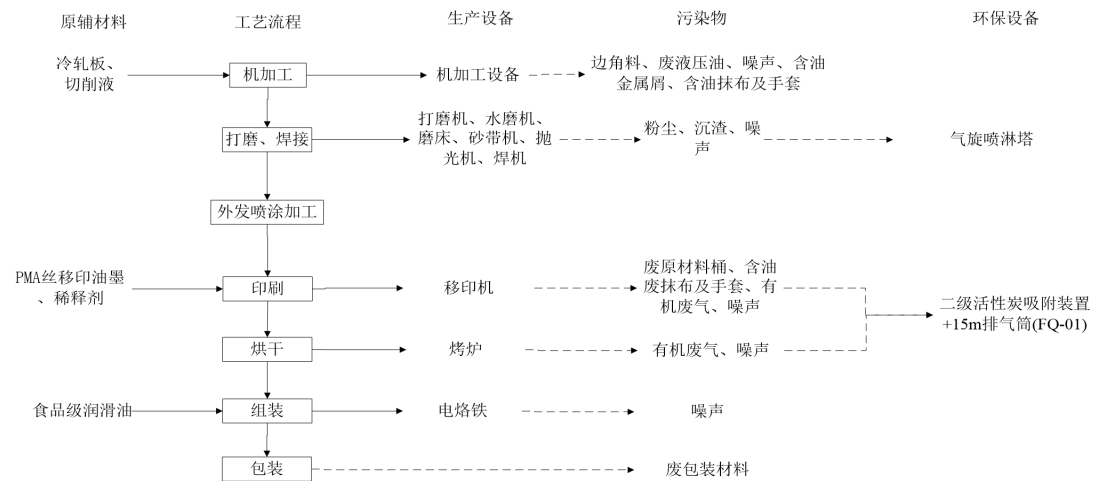 原辅材料
工艺流程
生产设备
污染物
环保设备
冷轧板、
切削液
机加工
机加工设备
边角料、废液压油、噪声、含油
金属屑、含油抹布及手套
打磨、焊接
打磨机、水磨机、
磨床、砂带机、抛
光机、焊机
粉尘、沉渣、噪
声
气旋喷淋塔
外发喷涂加工
PMA丝移印油墨
、稀释剂
印刷
移印机
废原材料桶、含油
废抹布及手套、有
机废气、噪声
二级活性炭吸附装置
+15m排气筒(FQ-01)
烘干
烤炉
有机废气、噪声
食品级润滑油
组装
电烙铁
噪声
包装
废包装材料